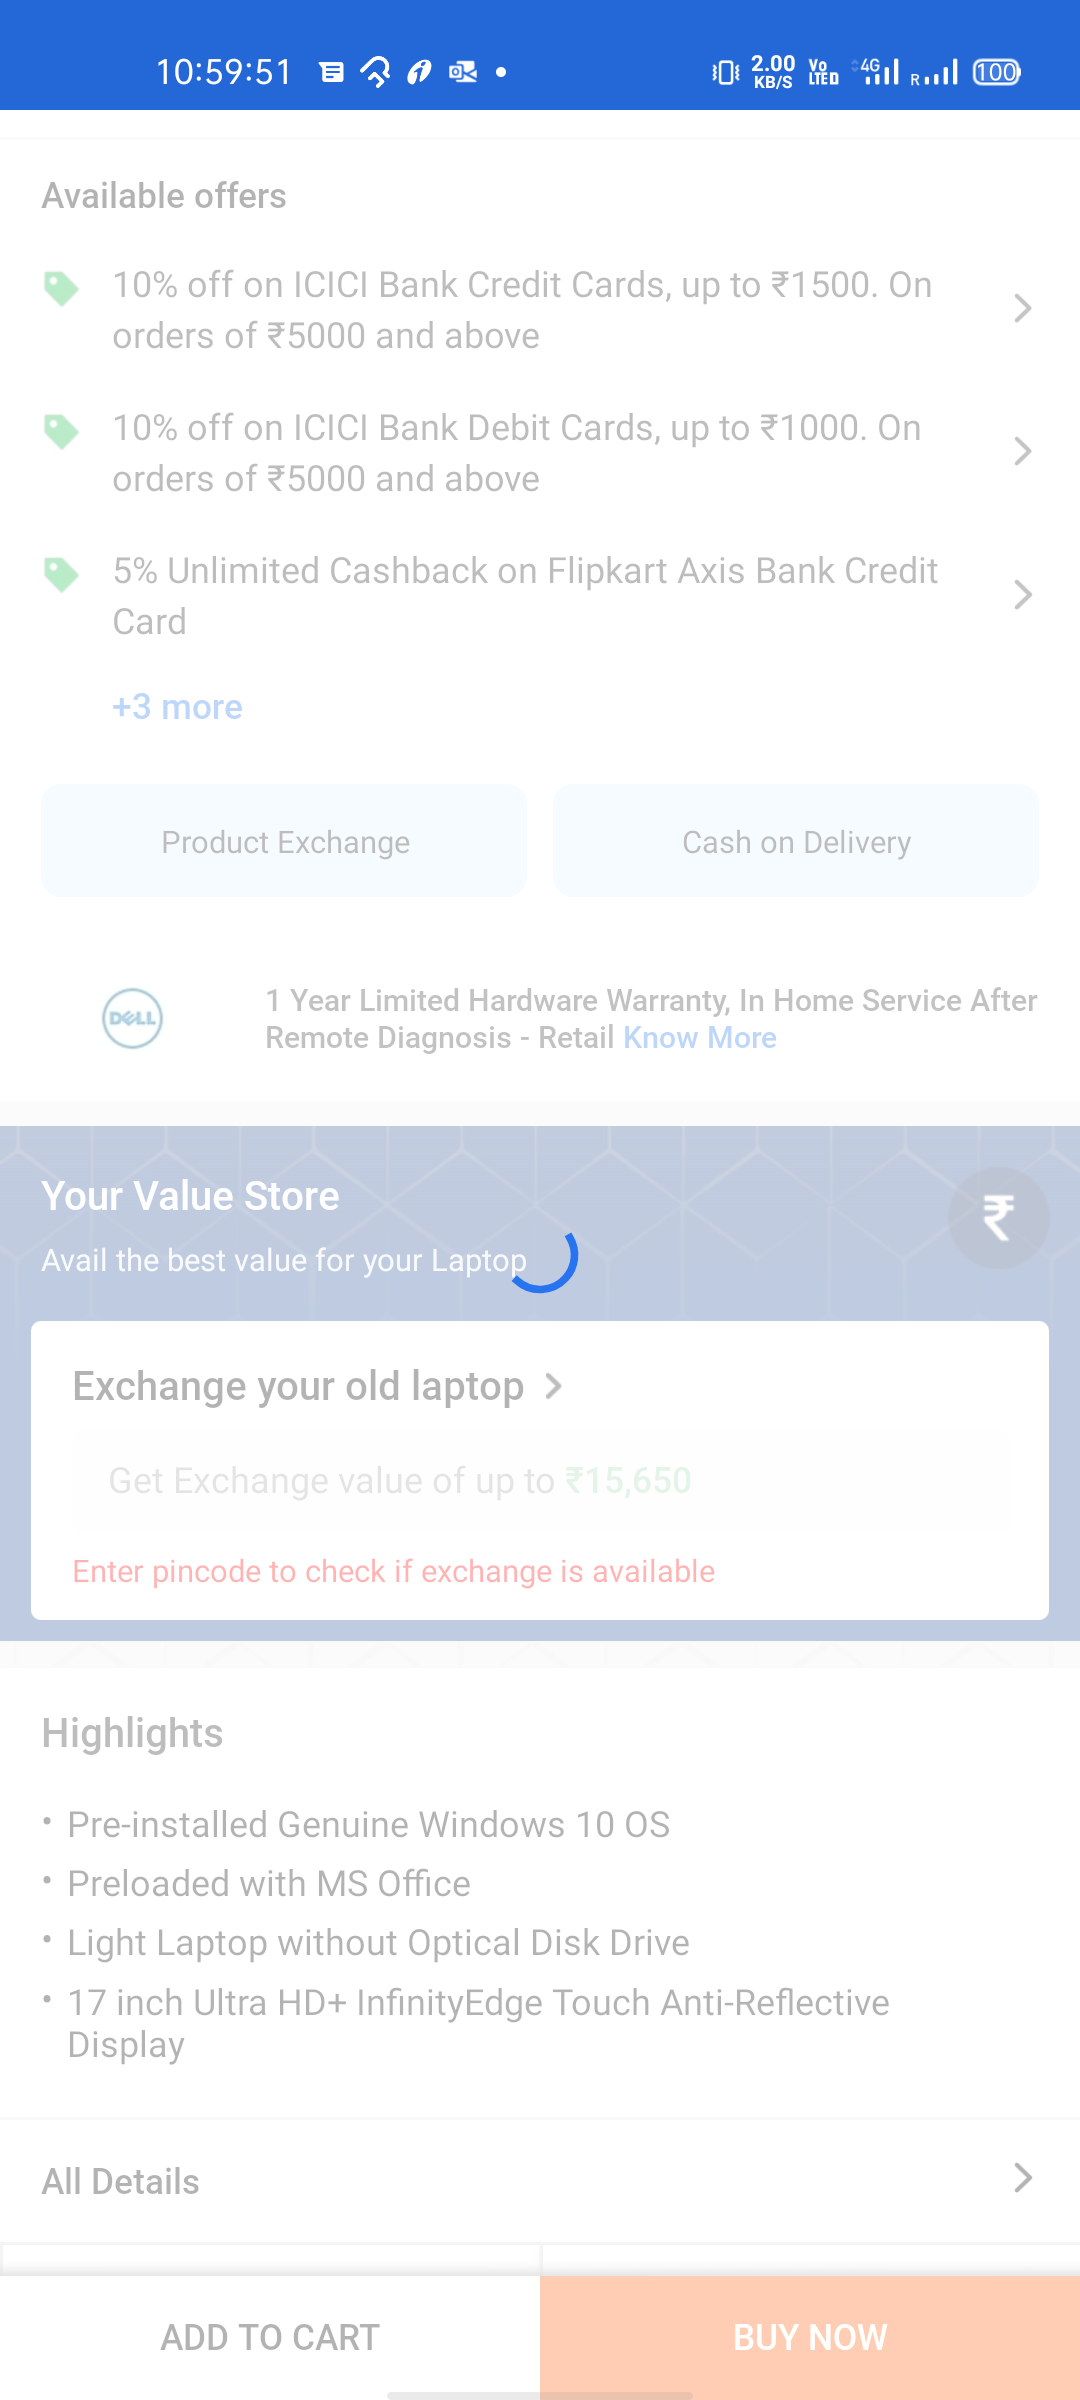 10:59:51 2.00 KB/S Vo LTE 4G R 100
Available offers
10% off on ICICI Bank Credit Cards, up to ₹1500. On
orders of ₹5000 and above
10% off on ICICI Bank Debit Cards, up to ₹1000. On
orders of ₹5000 and above
5% Unlimited Cashback on Flipkart Axis Bank Credit
Card
+3 more
Product Exchange
Cash on Delivery
DELL
1 Year Limited Hardware Warranty, In Home Service After
Remote Diagnosis - Retail Know More
Your Value Store
₹
Avail the best value for your Laptop
Exchange your old laptop
Get Exchange value of up to ₹15,650
Enter pincode to check if exchange is available
Highlights
• Pre-installed Genuine Windows 10 OS
• Preloaded with MS Office
• Light Laptop without Optical Disk Drive
• 17 inch Ultra HD+ InfinityEdge Touch Anti-Reflective
Display
All Details
ADD TO CART
BUY NOW